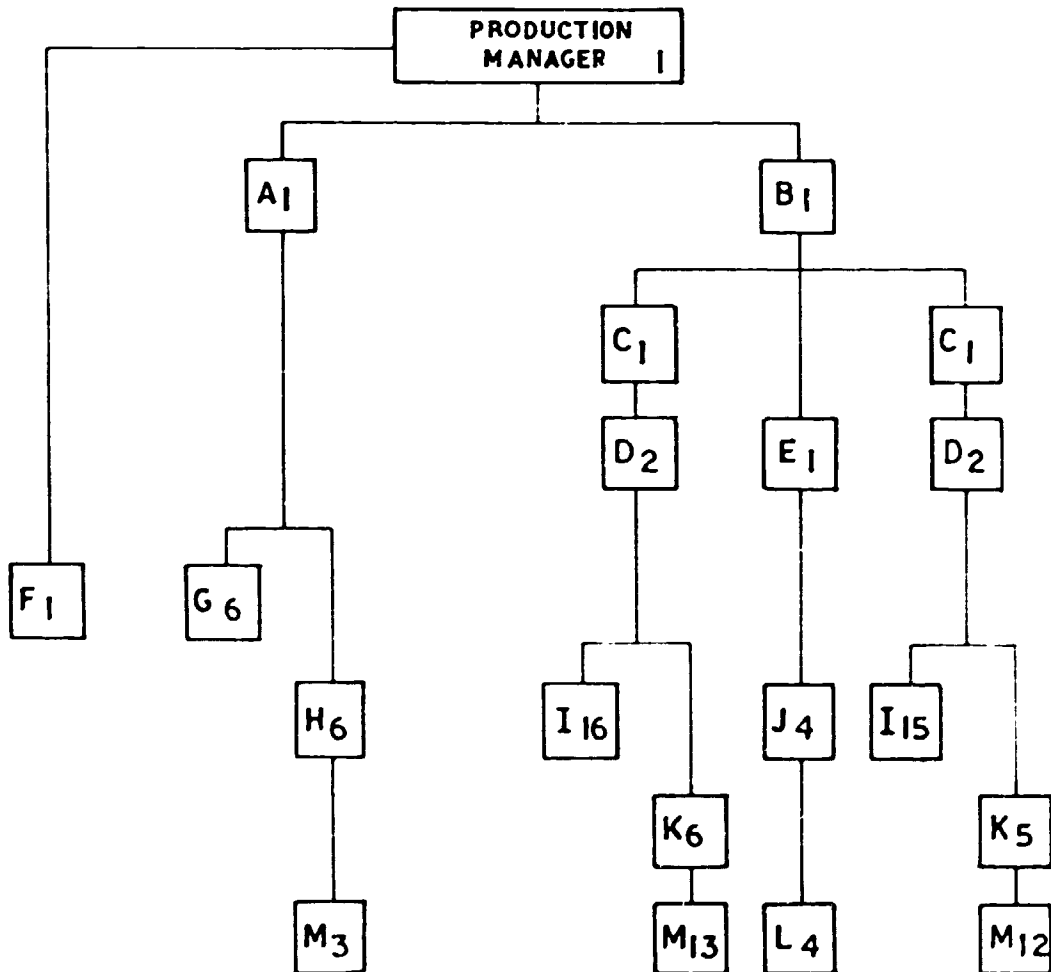 PRODUCTION
MANAGER 1
A1
B1
C1
C1
D2
E1
D2
F1
G6
H6
I16
J4
I15
K6
K5
M3
M13
L4
M12